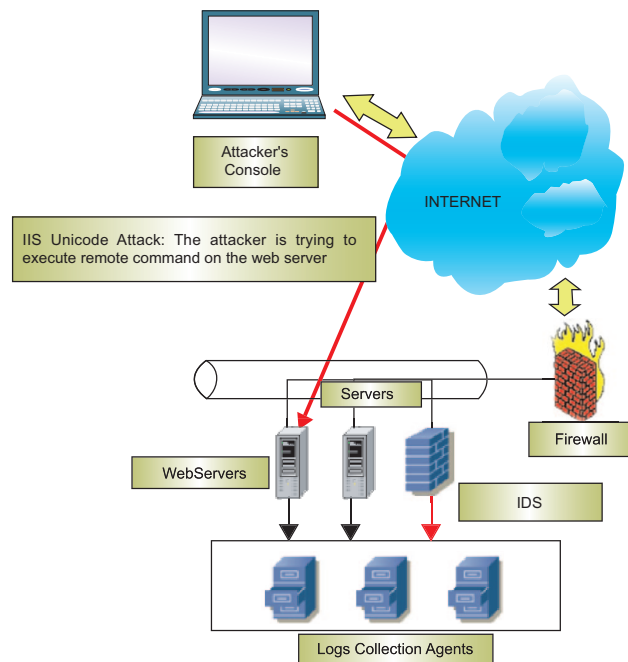 Attacker's
Console
INTERNET
IIS Unicode Attack: The attacker is trying to
execute remote command on the web server
Servers
Firewall
WebServers
IDS
Logs Collection Agents